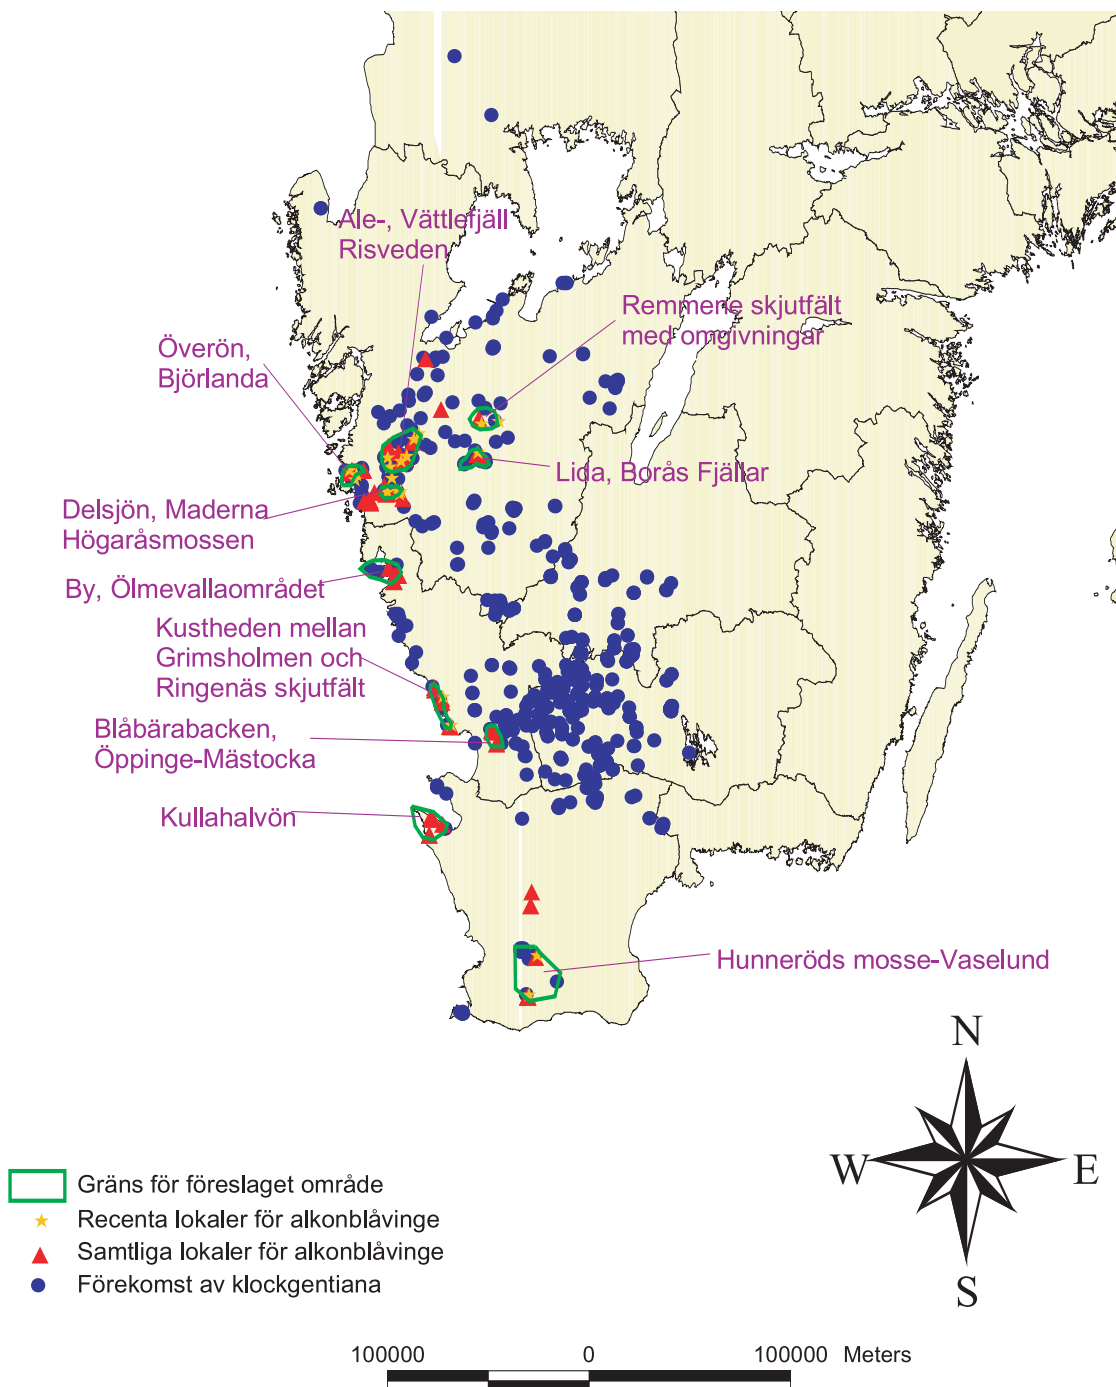 Ale-, Vättlefjäll
Risveden
Remmene skjutfält
med omgivningar
Överön,
Björlanda
Lida, Borås Fjällar
Delsjön, Maderna
Högaråsmossen
By, Ölmevallaområdet
Kustheden mellan
Grimsholmen och
Ringenäs skjutfält
Blåbärabacken,
Öppinge-Mästocka
Kullahalvön
Hunneröds mosse-Vaselund
N
W
E
S
Gräns för föreslaget område
Recenta lokaler för alkonblåvinge
Samtliga lokaler för alkonblåvinge
Förekomst av klockgentiana
100000 0 100000 Meters